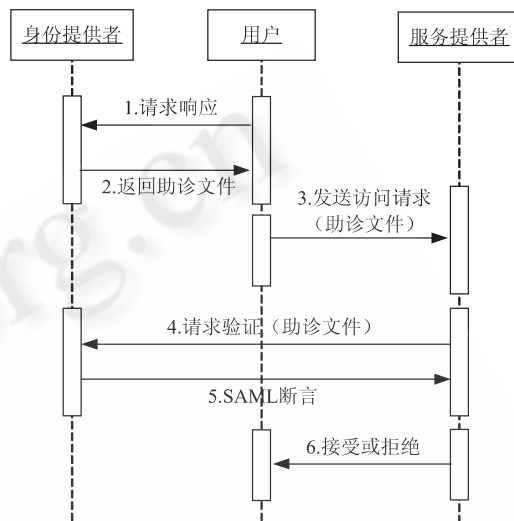 身份提供者
用户
服务提供者
1.请求响应
2.返回助诊文件
3.发送访问请求
（助诊文件）
4.请求验证（助诊文件）
5.SAML断言
6.接受或拒绝
rg.cn